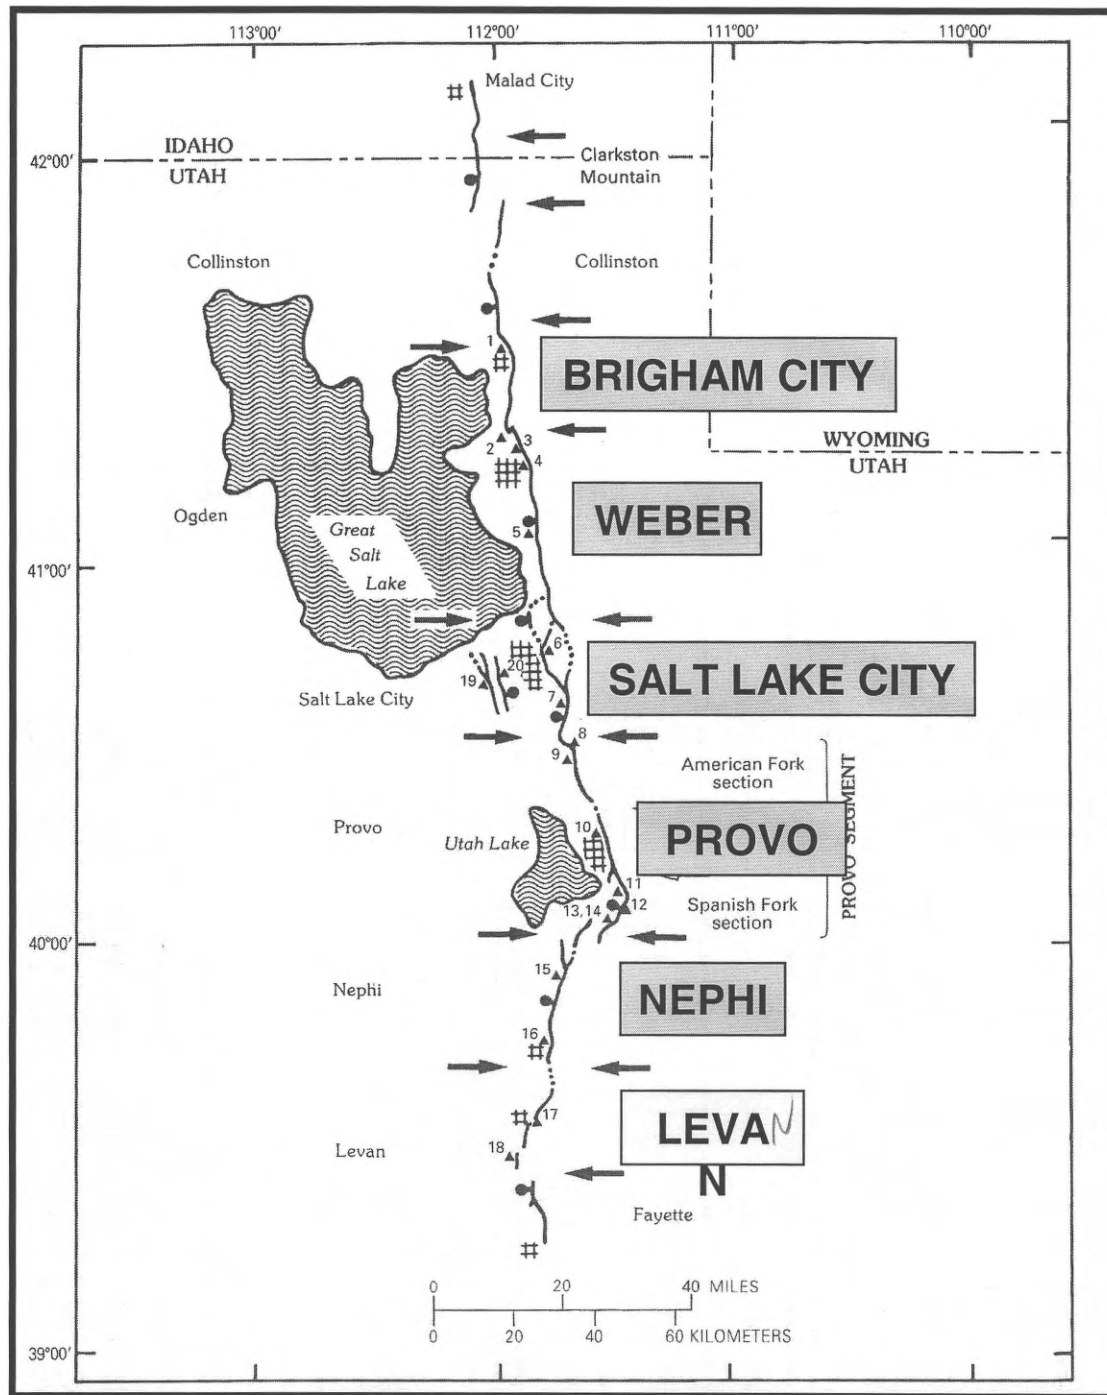 113°00′ 112°00′ 111°00′ 110°00′
Malad City
IDAHO
UTAH
42°00′
Clarkston
Mountain
Collinston
Collinston
1
BRIGHAM CITY
2
3
4
WYOMING
UTAH
Ogden
WEBER
5
Great
Salt
Lake
41°00′
6
SALT LAKE CITY
20
19
7
Salt Lake City
8
9
American Fork
section
PROVO SEGMENT
Provo
Utah Lake
10
PROVO
11
12
13,14
Spanish Fork
section
40°00′
15
Nephi
NEPHI
16
17
LEVAN
N
18
Levan
Fayette
0 20 40 MILES
0 20 40 60 KILOMETERS
39°00′